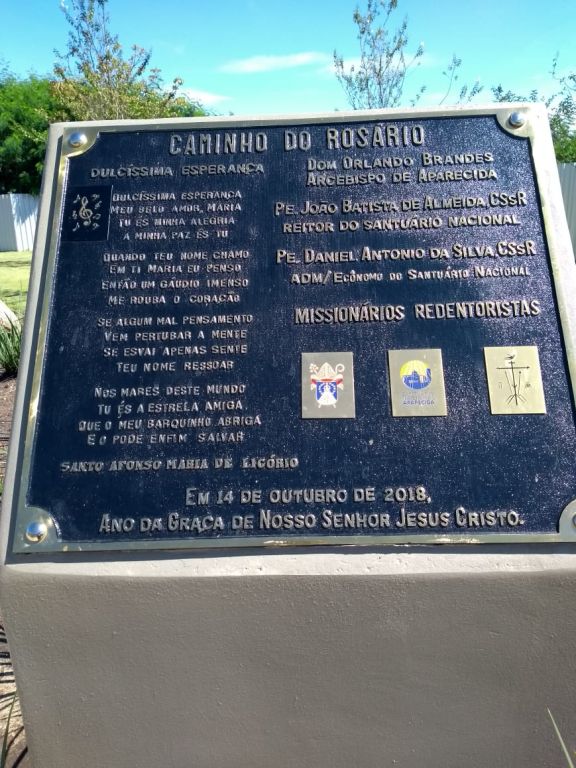 CAMINHO DO ROSÁRIO
DULCÍSSIMA ESPERANÇA
DULCÍSSIMA ESPERANÇA
MEU BELO AMOR, MARIA
TU ÉS MINHA ALEGRIA
A MINHA PAZ ÉS TU
QUANDO TEU NOME CHAMO
EM TI MARIA EU PENSO
ENTÃO UM GÁUDIO IMENSO
ME ROUBA O CORAÇÃO
SE ALGUM MAL PENSAMENTO
VEM PERTUBAR A MENTE
SE ESVAI APENAS SENTE
TEU NOME RESSOAR
NOS MARES DESTE MUNDO
TU ÉS A ESTRELA AMIGA,
QUE O MEU BARQUINHO ABRIGA
E O PODE ENFIM SALVAR
SANTO AFONSO MARIA DE LIGÓRIO
DOM ORLANDO BRANDES
ARCEBISPO DE APARECIDA
PE. JOÃO BATISTA DE ALMEIDA, CSSR
REITOR DO SANTUÁRIO NACIONAL
PE. DANIEL ANTONIO DA SILVA, CSSR
ADM/ECÔNOMO DO SANTUÁRIO NACIONAL
MISSIONÁRIOS REDENTORISTAS
APARECIDA
EM 14 DE OUTUBRO DE 2018,
ANO DA GRAÇA DE NOSSO SENHOR JESUS CRISTO.